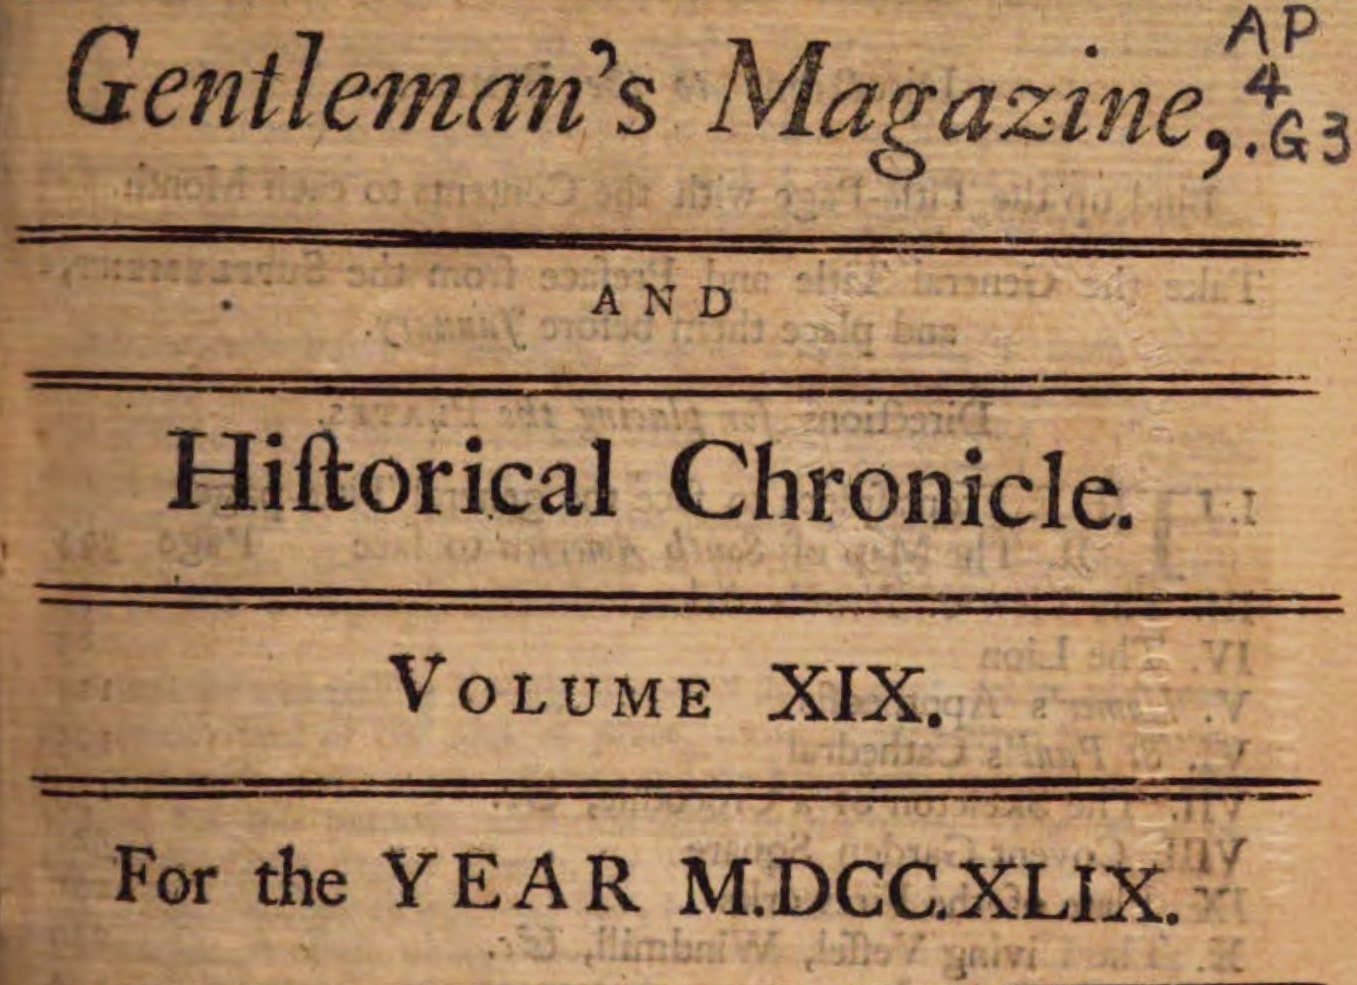 Gentleman's Magazine,
AP
4
.G3
AND
Hiſtorical Chronicle.
VOLUME XIX.
For the YEAR M.DCC.XLIX.